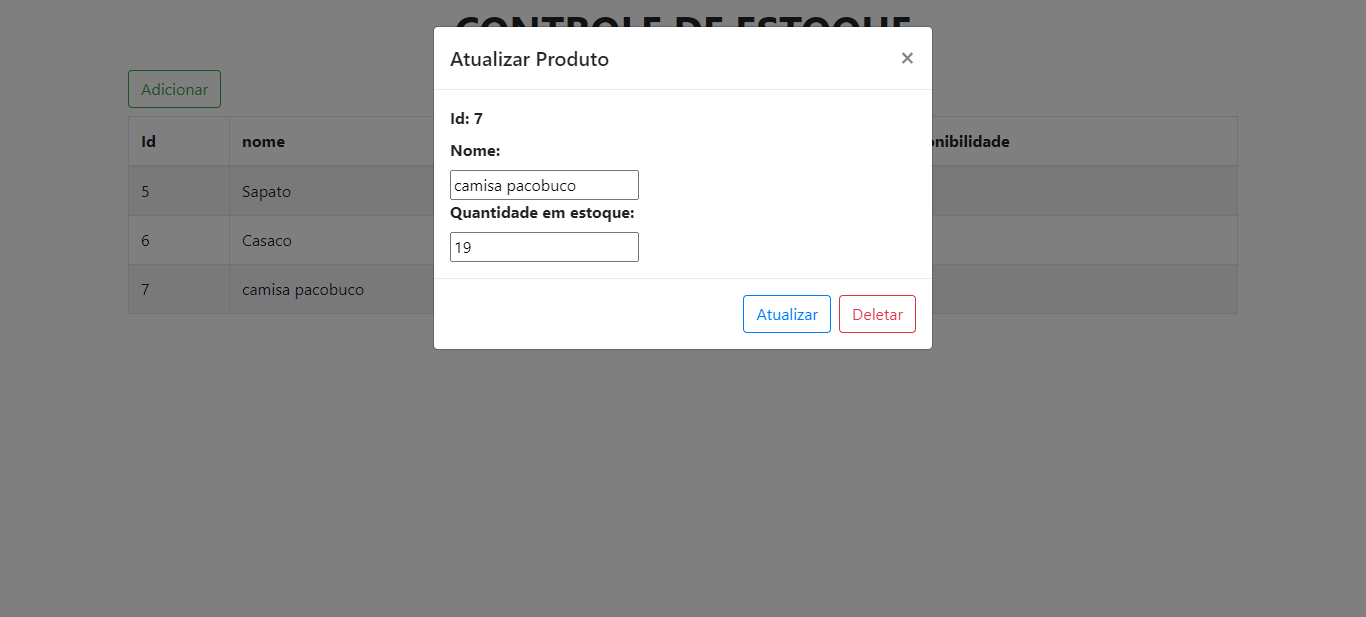 CONTROLE DE ESTOQUE
Atualizar Produto
×
Adicionar
Id: 7
Id nome onibilidade
Nome:
5 Sapato
camisa pacobuco
Quantidade em estoque:
6 Casaco
19
7 camisa pacobuco
Atualizar Deletar